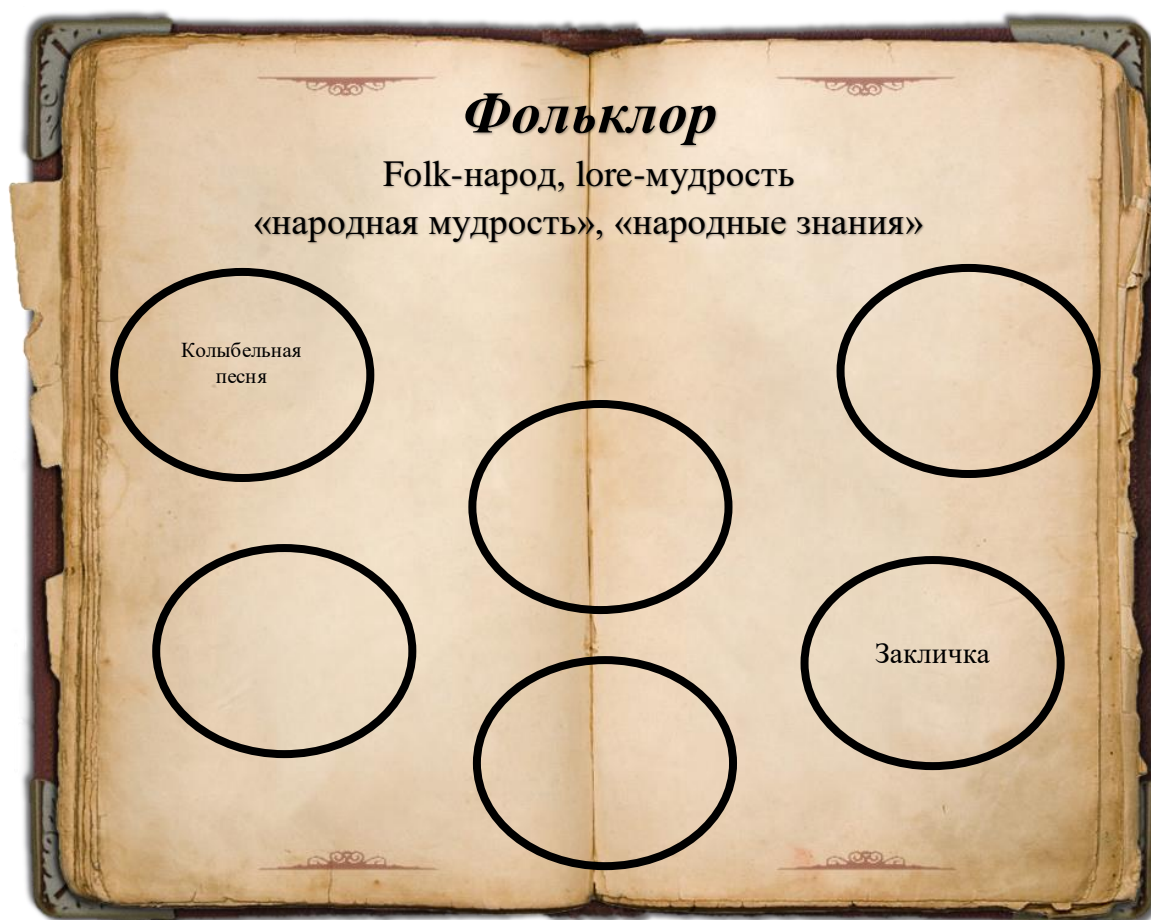 Фольклор
Folk-народ, lore-мудрость
«народная мудрость», «народные знания»
Колыбельная
песня
Закличка